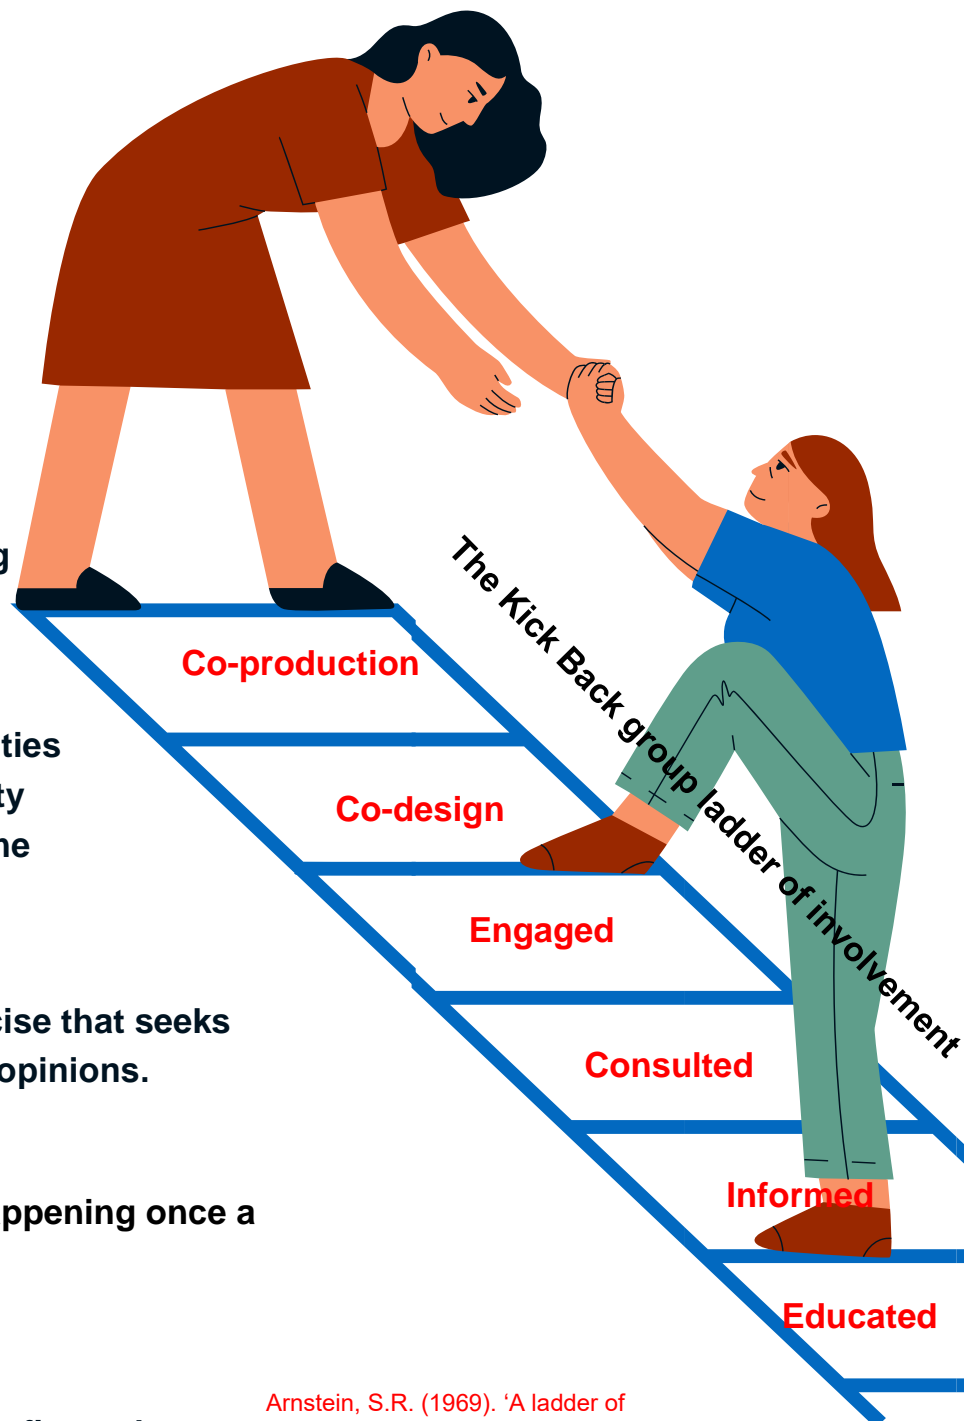 g
Co-production
The Kick Back group ladder of involvement
ties
ty
Co-design
ne
Engaged
cise that seeks
opinions.
Consulted
ppening once a
Informed
Educated
Arnstein, S.R. (1969). ‘A ladder of